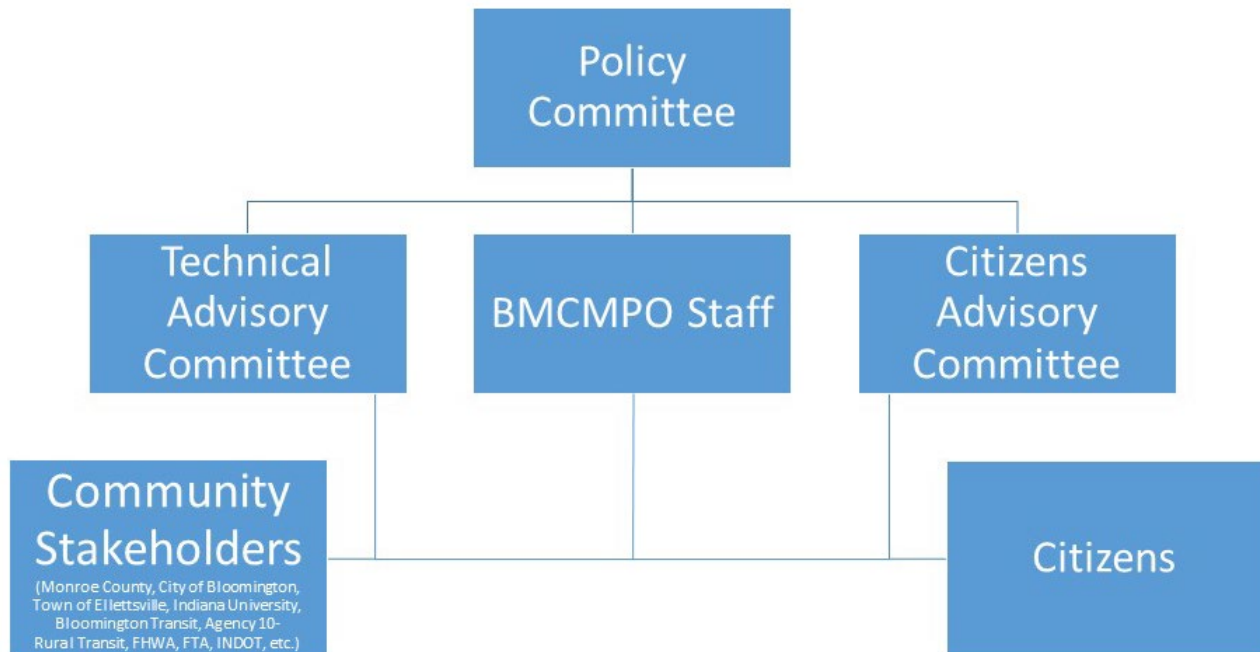 Policy
Committee
Technical
Advisory
Committee
BMCMPO Staff
Citizens
Advisory
Committee
Community
Stakeholders
(Monroe County, City of Bloomington,
Town of Ellettsville, Indiana University,
Bloomington Transit, Agency 10-
Rural Transit, FHWA, FTA, INDOT, etc.)
Citizens